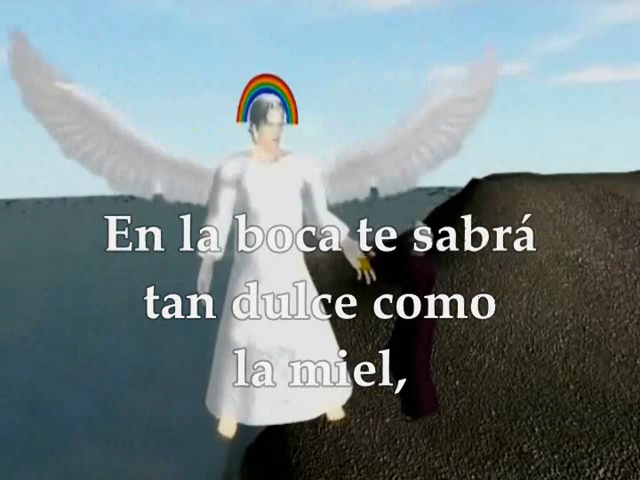 En la boca te sabrá
tan dulce como
la miel,